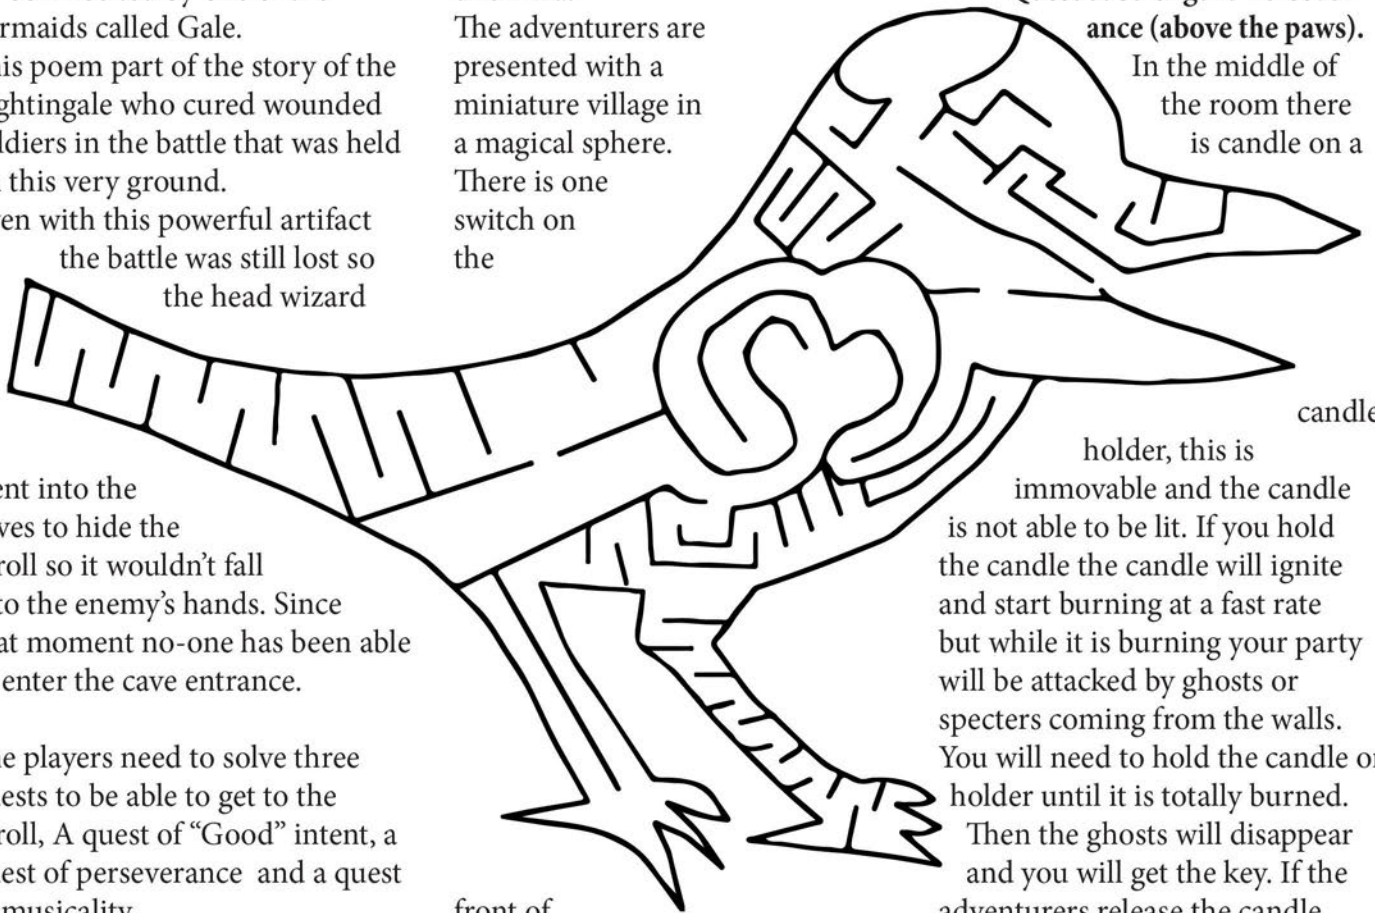 rmaids called Gale.
is poem part of the story of the
ghtingale who cured wounded
ldiers in the battle that was held
this very ground.
en with this powerful artifact
the battle was still lost so
the head wizard
ent into the
ves to hide the
roll so it wouldn't fall
to the enemy's hands. Since
at moment no-one has been able
enter the cave entrance.
e players need to solve three
ests to be able to get to the
roll, A quest of “Good” intent, a
est of perseverance and a quest
musicality
The adventurers are
presented with a
miniature village in
a magical sphere.
There is one
switch on
the
front of
ance (above the paws).
In the middle of
the room there
is candle on a
candle
holder, this is
immovable and the candle
is not able to be lit. If you hold
the candle the candle will ignite
and start burning at a fast rate
but while it is burning your party
will be attacked by ghosts or
specters coming from the walls.
You will need to hold the candle or
holder until it is totally burned.
Then the ghosts will disappear
and you will get the key. If the
adventurers release the candle